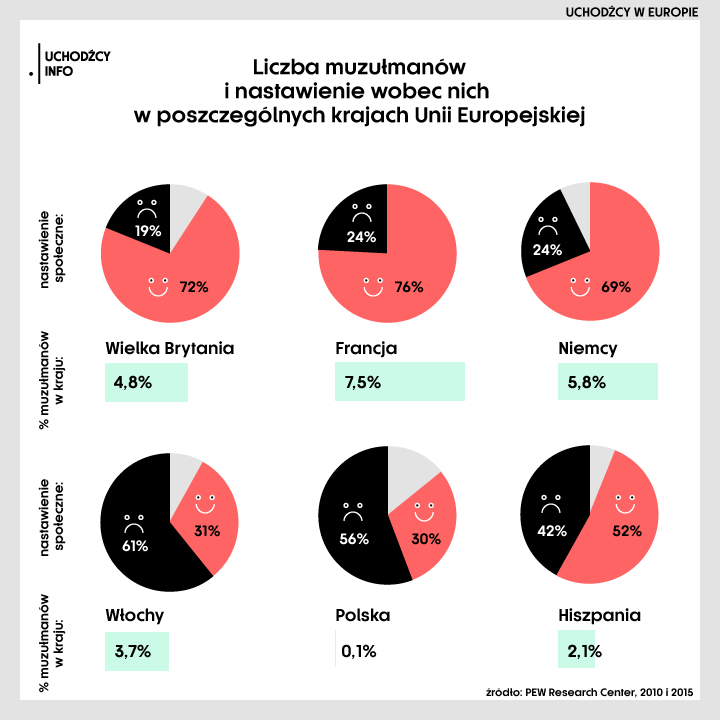 UCHODŹCY W EUROPIE
UCHODŹCY
INFO
Liczba muzułmanów
i nastawienie wobec nich
w poszczególnych krajach Unii Europejskiej
nastawienie
społeczne:
19%
72%
24%
76%
24%
69%
% muzułmanów
w kraju:
Wielka Brytania
Francja
Niemcy
4,8%
7,5%
5,8%
nastawienie
społeczne:
61%
31%
56%
30%
42%
52%
% muzułmanów
w kraju:
Włochy
Polska
Hiszpania
3,7%
0,1%
2,1%
źródło: PEW Research Center, 2010 i 2015